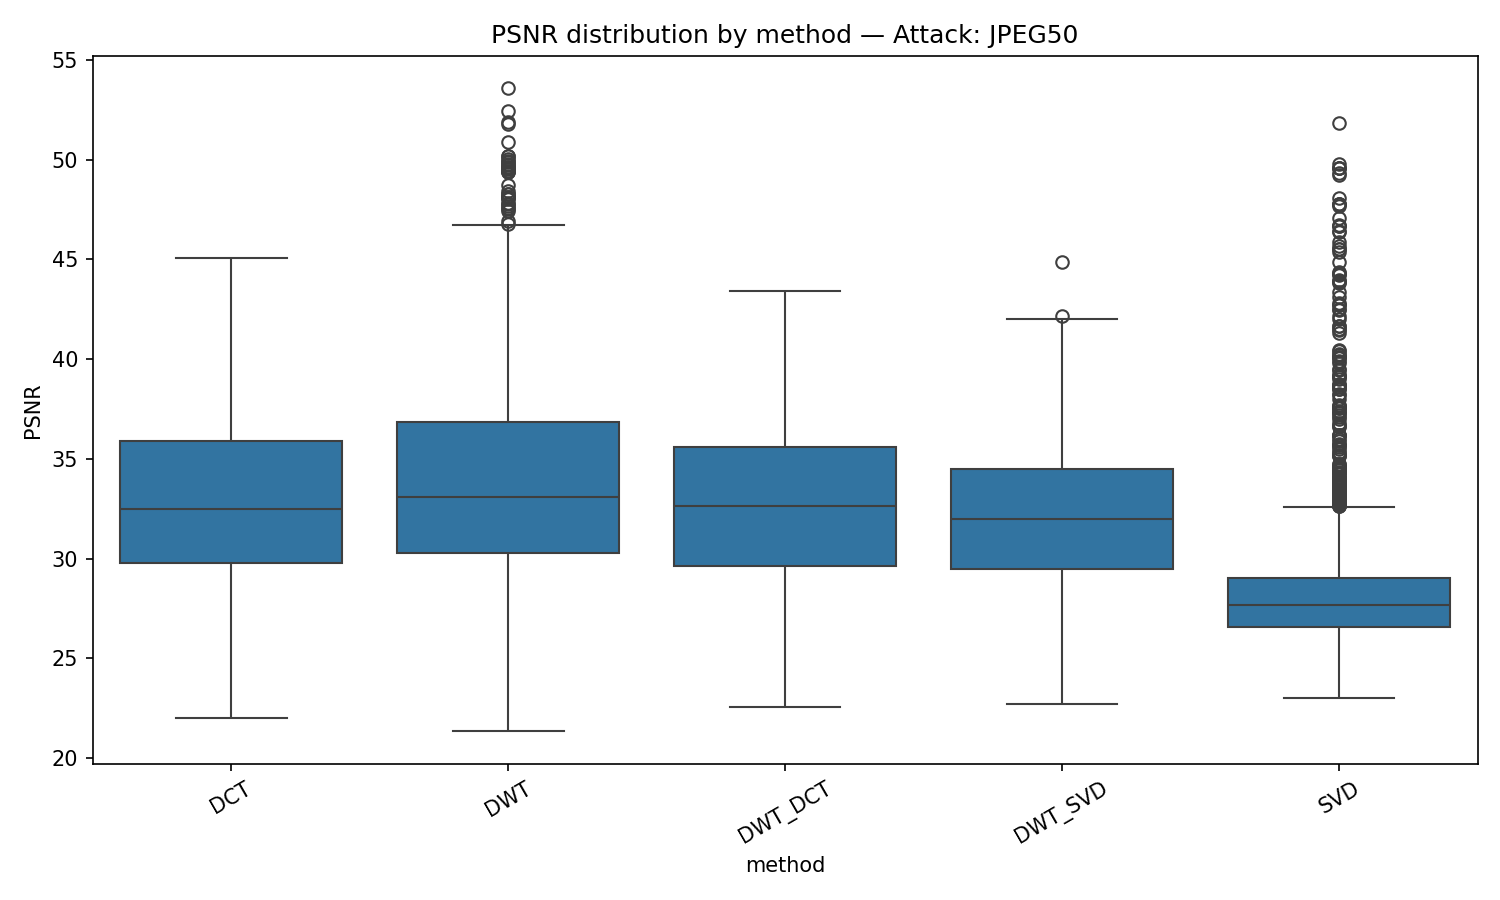 PSNR distribution by method — Attack: JPEG50
PSNR
55
50
45
40
35
30
25
20
DCT
DWT
DWT_DCT
DWT_SVD
SVD
method